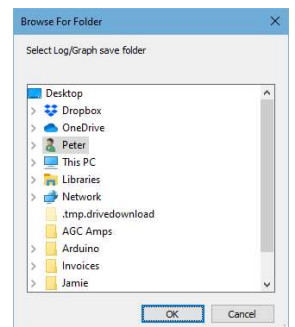 Browse For Folder
Select Log/Graph save folder
Desktop
Dropbox
OneDrive
Peter
This PC
Libraries
Network
.tmp.drivedownload
AGC Amps
Arduino
Invoices
Jamie
OK Cancel